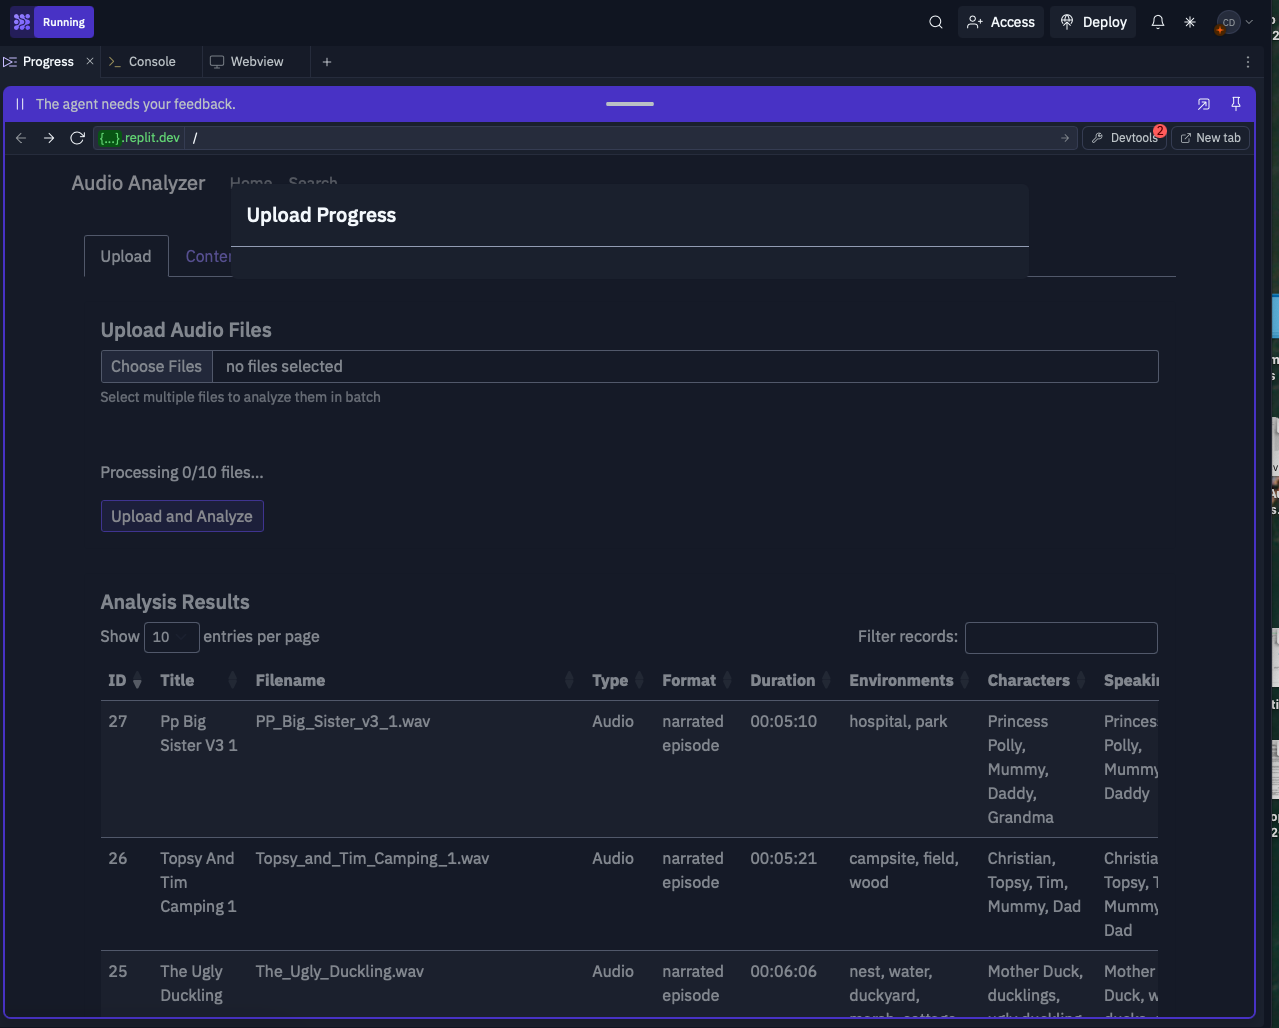 Running
Access
Deploy
CD
Progress
Console
Webview
The agent needs your feedback.
{...}.replit.dev /
Devtools
2
New tab
Audio Analyzer
Home
Search
Upload Progress
Upload
Upload Audio Files
Choose Files
no files selected
Select multiple files to analyze them in batch
Processing 0/10 files...
Upload and Analyze
Analysis Results
Show 10 entries per page
Filter records:
ID Title Filename Type Format Duration Environments Characters
27 Pp Big PP_Big_Sister_v3_1.wav Audio narrated 00:05:10 hospital, park Princess
Sister V3 1 episode Polly, Polly,
Mummy, Mummy
Daddy, Daddy
Grandma
26 Topsy And Topsy_and_Tim_Camping_1.wav Audio narrated 00:05:21 campsite, field, Christian,
Tim episode wood Topsy, Tim, Topsy,
Camping 1 Mummy, Dad Mummy
Dad
25 The Ugly The_Ugly_Duckling.wav Audio narrated 00:06:06 nest, water, Mother Duck, Mother
Duckling episode duckyard, ducklings, Duck,